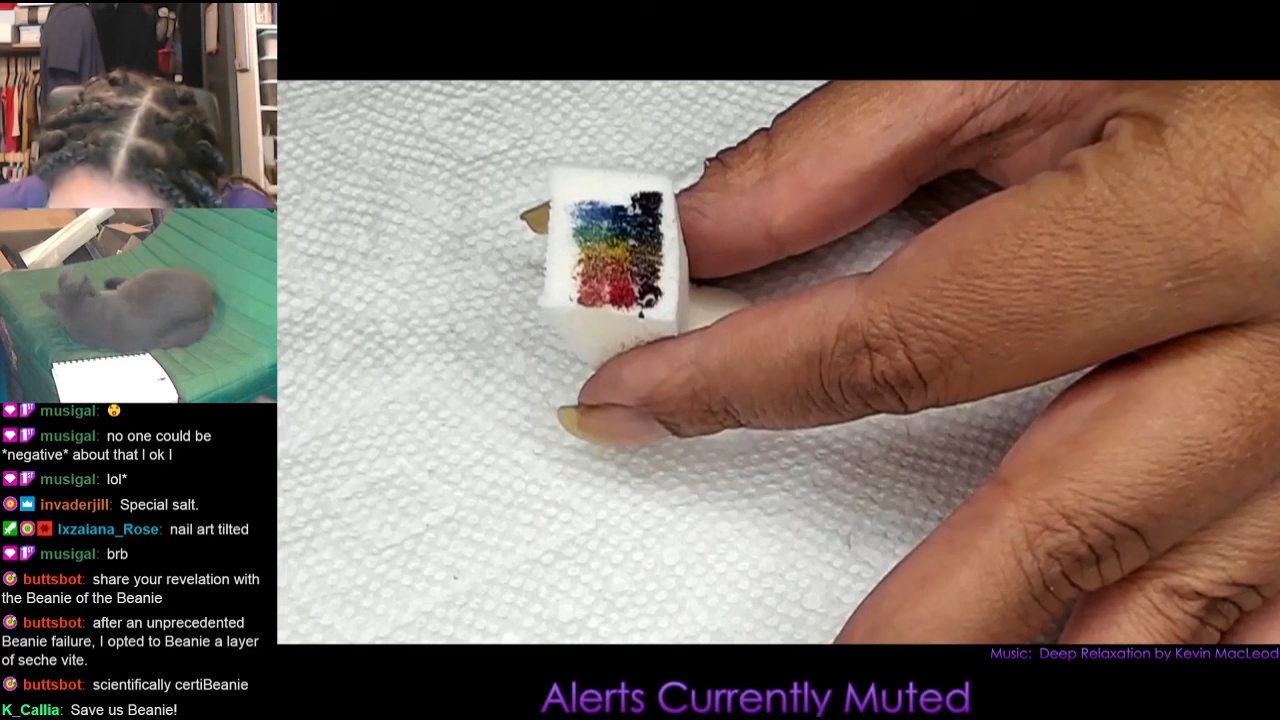 musigal: 😲
musigal: no one could be
*negative* about that I ok I
musigal: lol*
invaderjill: Special salt.
Ixzaiana_Rose: nail art tilted
musigal: brb
buttsbot: share your revelation with
the Beanie of the Beanie
buttsbot: after an unprecedented
Beanie failure, I opted to Beanie a layer
of seche vite.
buttsbot: scientifically certiBeanie
K_Callia: Save us Beanie!
Music: Deep Relaxation by Kevin MacLeod
Alerts Currently Muted